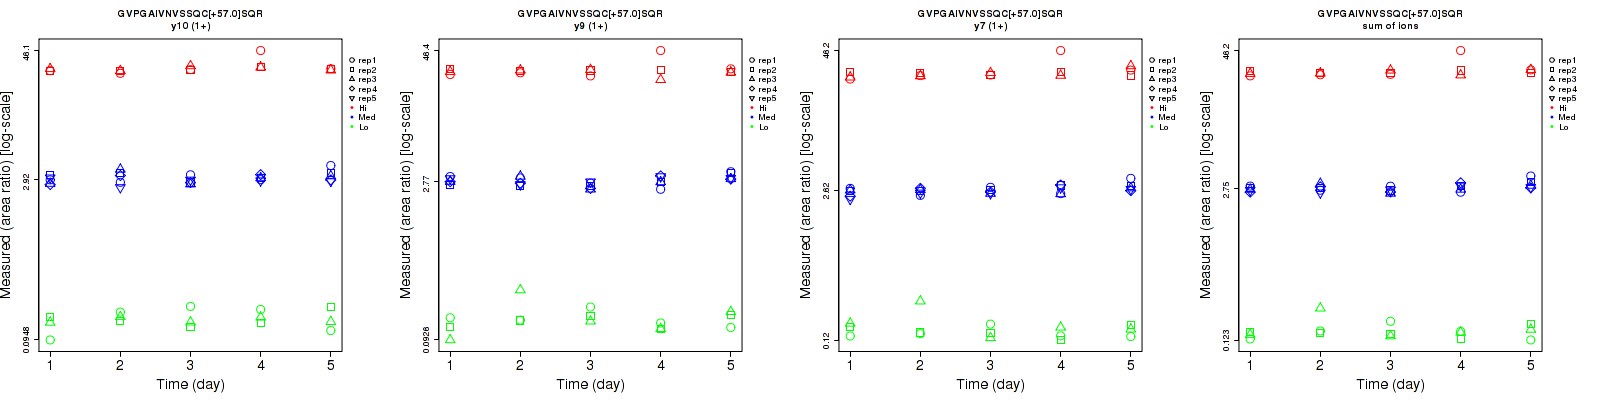 GVPGAIVNVSSQC[+57.0]SQR
y10 (1+)
Measured (area ratio) [log-scale]
46.1
2.92
0.0948
1 2 3 4 5
Time (day)
rep1
rep2
rep3
rep4
rep5
Hi
Med
Lo
GVPGAIVNVSSQC[+57.0]SQR
y9 (1+)
Measured (area ratio) [log-scale]
46.4
2.77
0.0926
1 2 3 4 5
Time (day)
rep1
rep2
rep3
rep4
rep5
Hi
Med
Lo
GVPGAIVNVSSQC[+57.0]SQR
y7 (1+)
Measured (area ratio) [log-scale]
46.2
2.62
0.12
1 2 3 4 5
Time (day)
rep1
rep2
rep3
rep4
rep5
Hi
Med
Lo
GVPGAIVNVSSQC[+57.0]SQR
sum of ions
Measured (area ratio) [log-scale]
46.2
2.75
0.123
1 2 3 4 5
Time (day)
rep1
rep2
rep3
rep4
rep5
Hi
Med
Lo